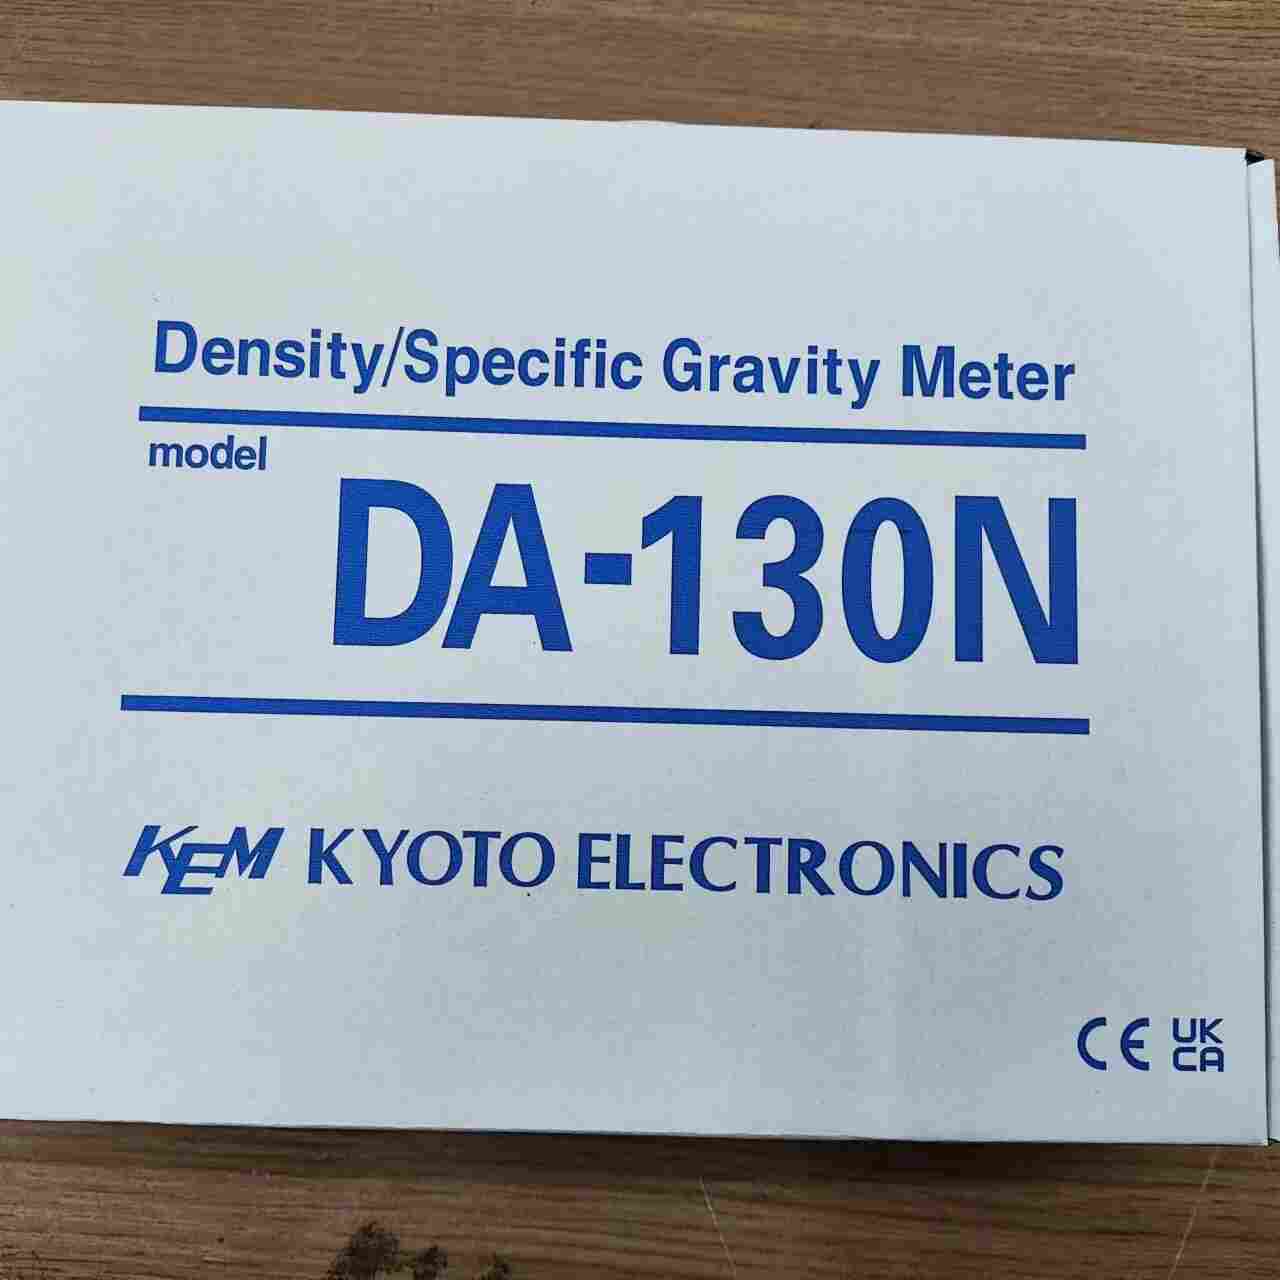 Density/Specific Gravity Meter
model
DA-130N
KEM KYOTO ELECTRONICS
CE UK
CA